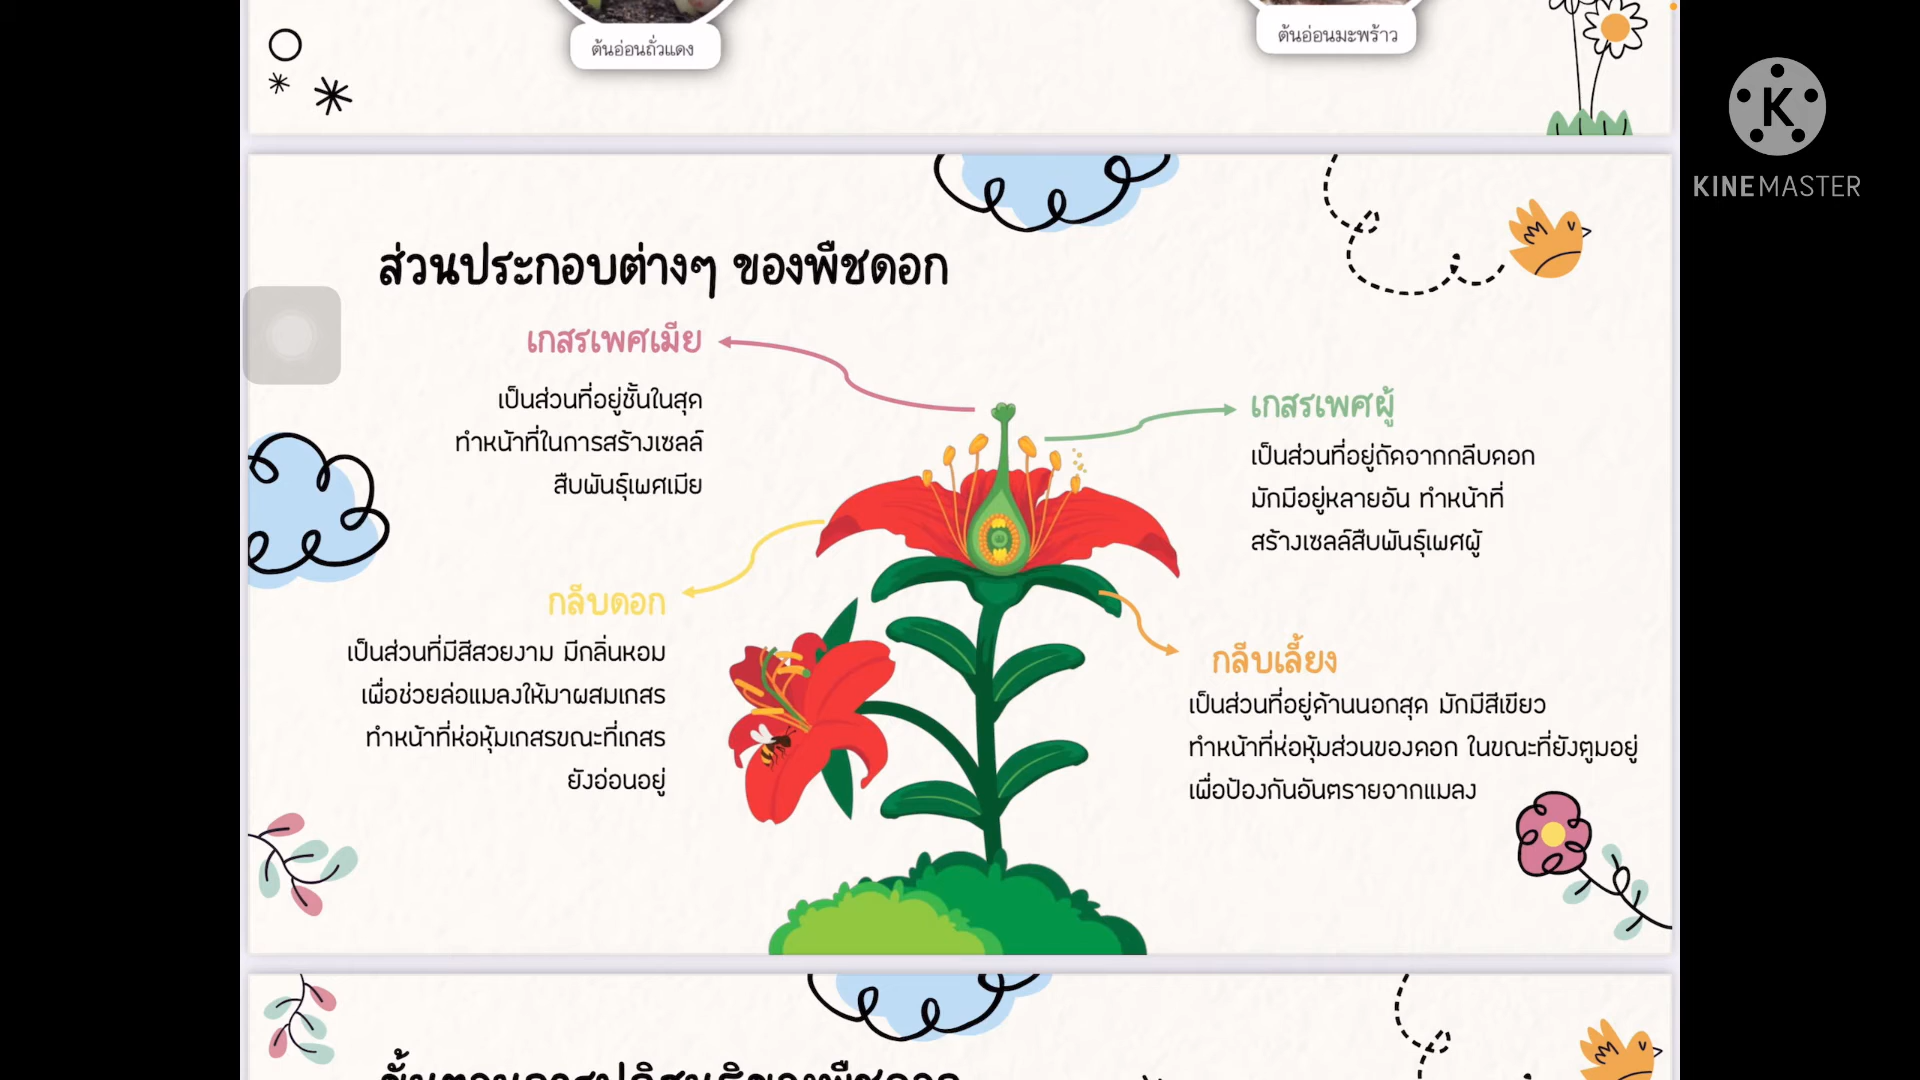 ต้นอ่อนถั่วแดง
ต้นอ่อนมะพร้าว
KINEMASTER
ส่วนประกอบต่างๆ ของพืชดอก
เกสรเพศเมีย
เป็นส่วนที่อยู่ชั้นในสุด
ทำหน้าที่ในการสร้างเซลล์
สืบพันธุ์เพศเมีย
เกสรเพศผู้
เป็นส่วนที่อยู่ถัดจากกลีบดอก
มักมีอยู่หลายอัน ทำหน้าที่
สร้างเซลล์สืบพันธุ์เพศผู้
กลีบดอก
เป็นส่วนที่มีสีสวยงาม มีกลิ่นหอม
เพื่อช่วยล่อแมลงให้มาผสมเกสร
ทำหน้าที่ห่อหุ้มเกสรขณะที่เกสร
ยังอ่อนอยู่
กลีบเลี้ยง
เป็นส่วนที่อยู่ด้านนอกสุด มักมีสีเขียว
ทำหน้าที่ห่อหุ้มส่วนของดอก ในขณะที่ยังตูมอยู่
เพื่อป้องกันอันตรายจากแมลง